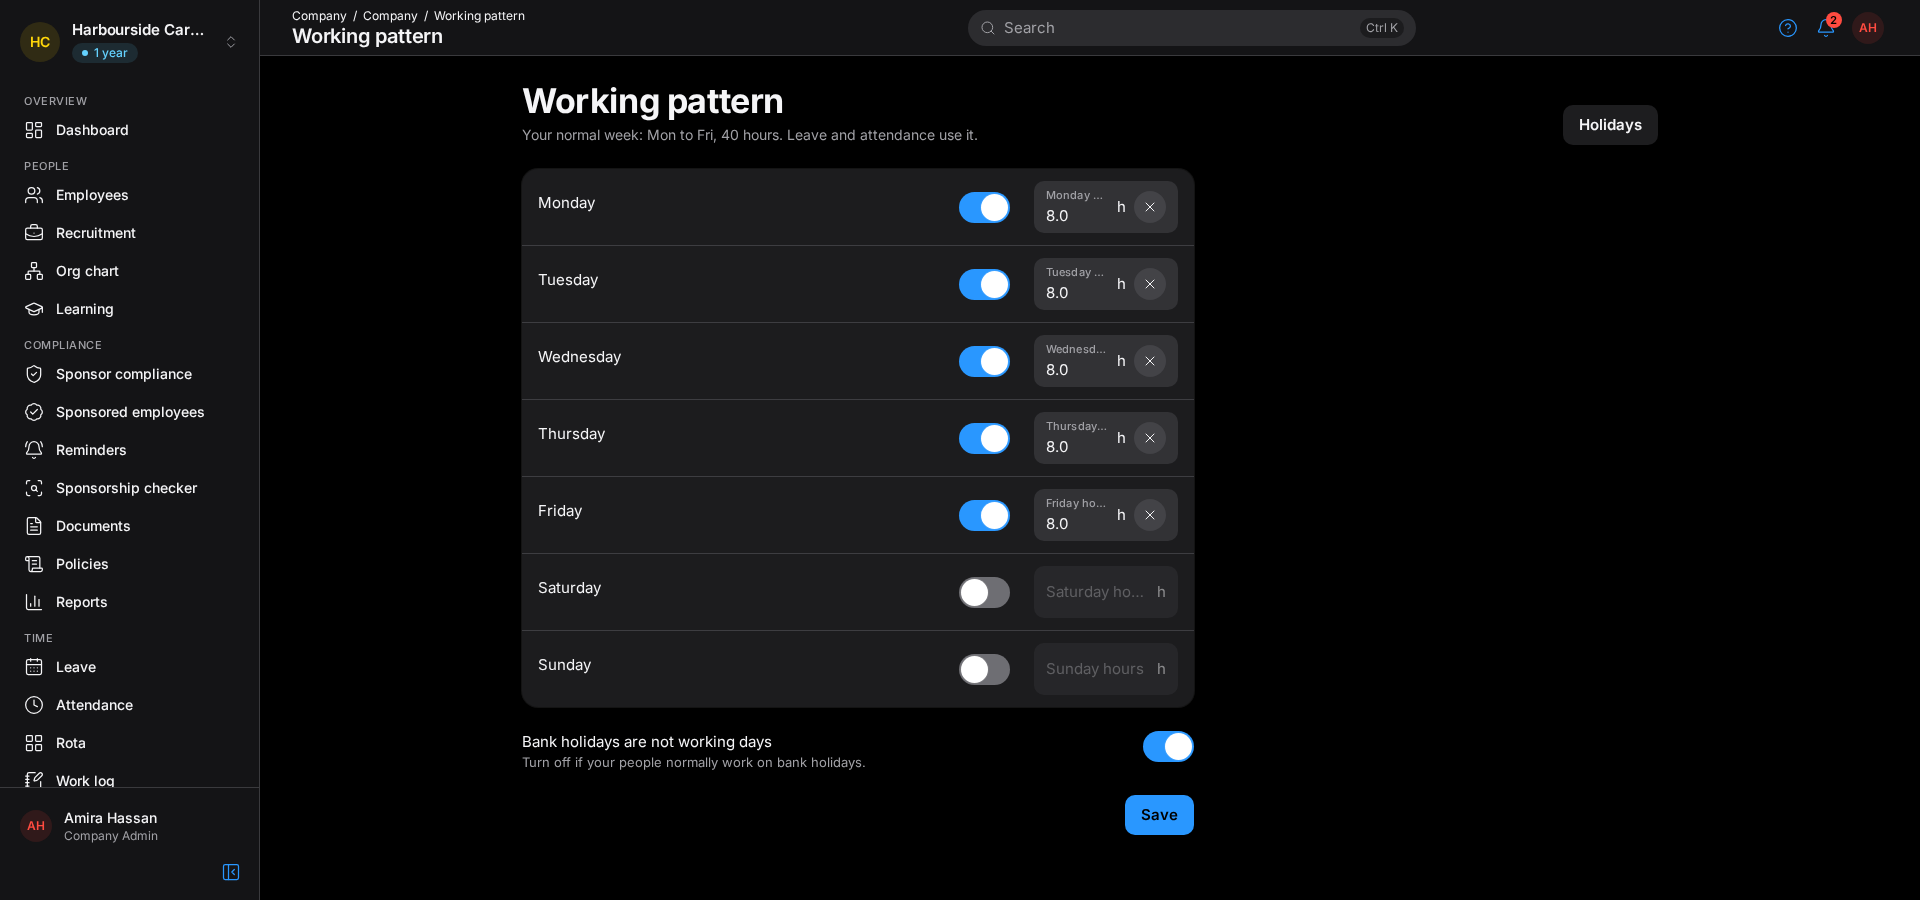 HC
Harbourside Car...
1 year
OVERVIEW
Dashboard
PEOPLE
Employees
Recruitment
Org chart
Learning
COMPLIANCE
Sponsor compliance
Sponsored employees
Reminders
Sponsorship checker
Documents
Policies
Reports
TIME
Leave
Attendance
Rota
Work log
AH
Amira Hassan
Company Admin
Company / Company / Working pattern
Working pattern
Search
Ctrl K
2
AH
Working pattern
Your normal week: Mon to Fri, 40 hours. Leave and attendance use it.
Holidays
Monday
Monday ...
8.0
h
Tuesday
Tuesday ...
8.0
h
Wednesday
Wednesd...
8.0
h
Thursday
Thursday...
8.0
h
Friday
Friday ho...
8.0
h
Saturday
Saturday ho...
h
Sunday
Sunday hours
h
Bank holidays are not working days
Turn off if your people normally work on bank holidays.
Save